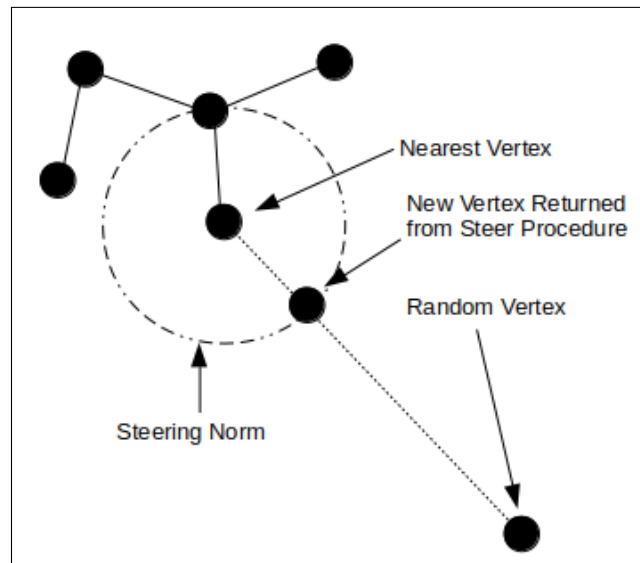 Nearest Vertex
New Vertex Returned
from Steer Procedure
Random Vertex
Steering Norm